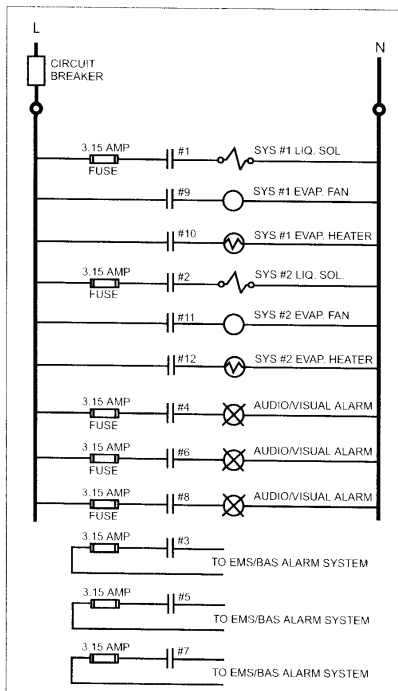 L
N
CIRCUIT
BREAKER
3.15 AMP
FUSE
#1
SYS #1 LIQ. SOL.
#9
SYS #1 EVAP. FAN
#10
SYS #1 EVAP. HEATER
3.15 AMP
FUSE
#2
SYS #2 LIQ. SOL.
#11
SYS #2 EVAP. FAN
#12
SYS #2 EVAP. HEATER
3.15 AMP
FUSE
#4
AUDIO/VISUAL ALARM
3.15 AMP
FUSE
#6
AUDIO/VISUAL ALARM
3.15 AMP
FUSE
#8
AUDIO/VISUAL ALARM
3.15 AMP
#3
TO EMS/BAS ALARM SYSTEM
3.15 AMP
#5
TO EMS/BAS ALARM SYSTEM
3.15 AMP
#7
TO EMS/BAS ALARM SYSTEM